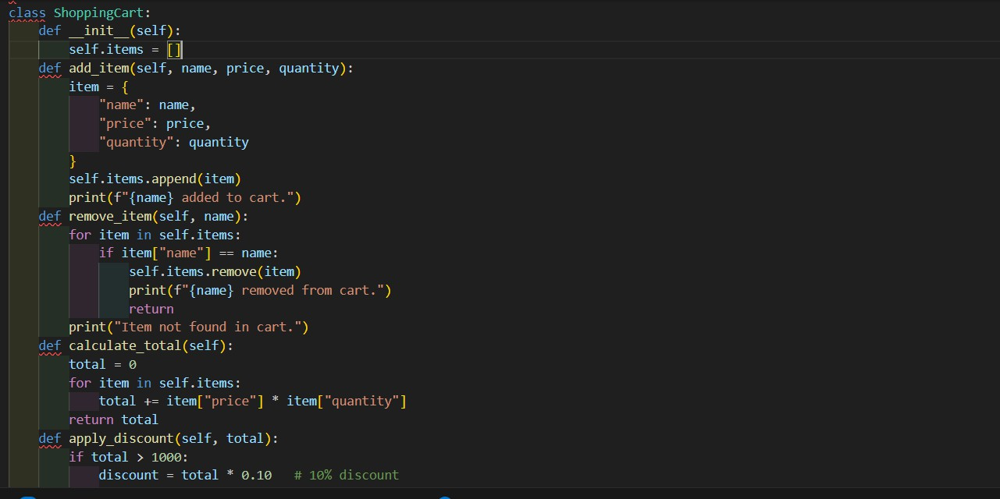 class ShoppingCart:
    def __init__(self):
        self.items = []
    def add_item(self, name, price, quantity):
        item = {
            "name": name,
            "price": price,
            "quantity": quantity
        }
        self.items.append(item)
        print(f"{name} added to cart.")
    def remove_item(self, name):
        for item in self.items:
            if item["name"] == name:
                self.items.remove(item)
                print(f"{name} removed from cart.")
                return
        print("Item not found in cart.")
    def calculate_total(self):
        total = 0
        for item in self.items:
            total += item["price"] * item["quantity"]
        return total
    def apply_discount(self, total):
        if total > 1000:
            discount = total * 0.10   # 10% discount